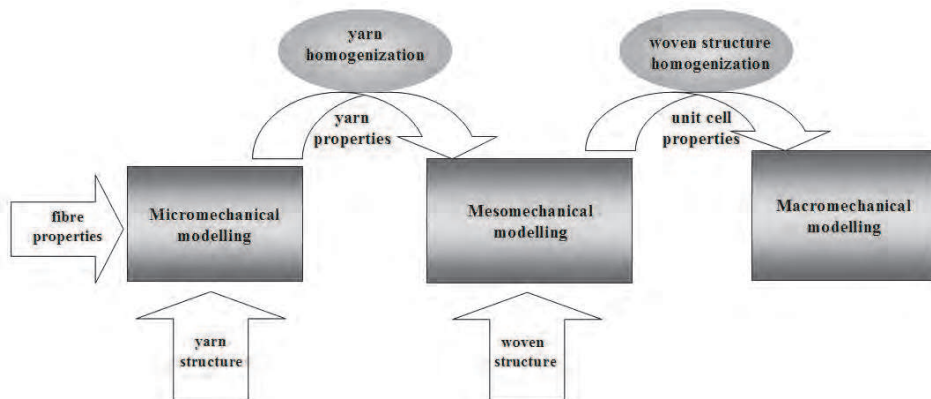 yarn
homogenization
woven structure
homogenization
yarn
properties
unit cell
properties
fibre
properties
Micromechanical
modelling
Mesomechanical
modelling
Macromechanical
modelling
yarn
structure
woven
structure